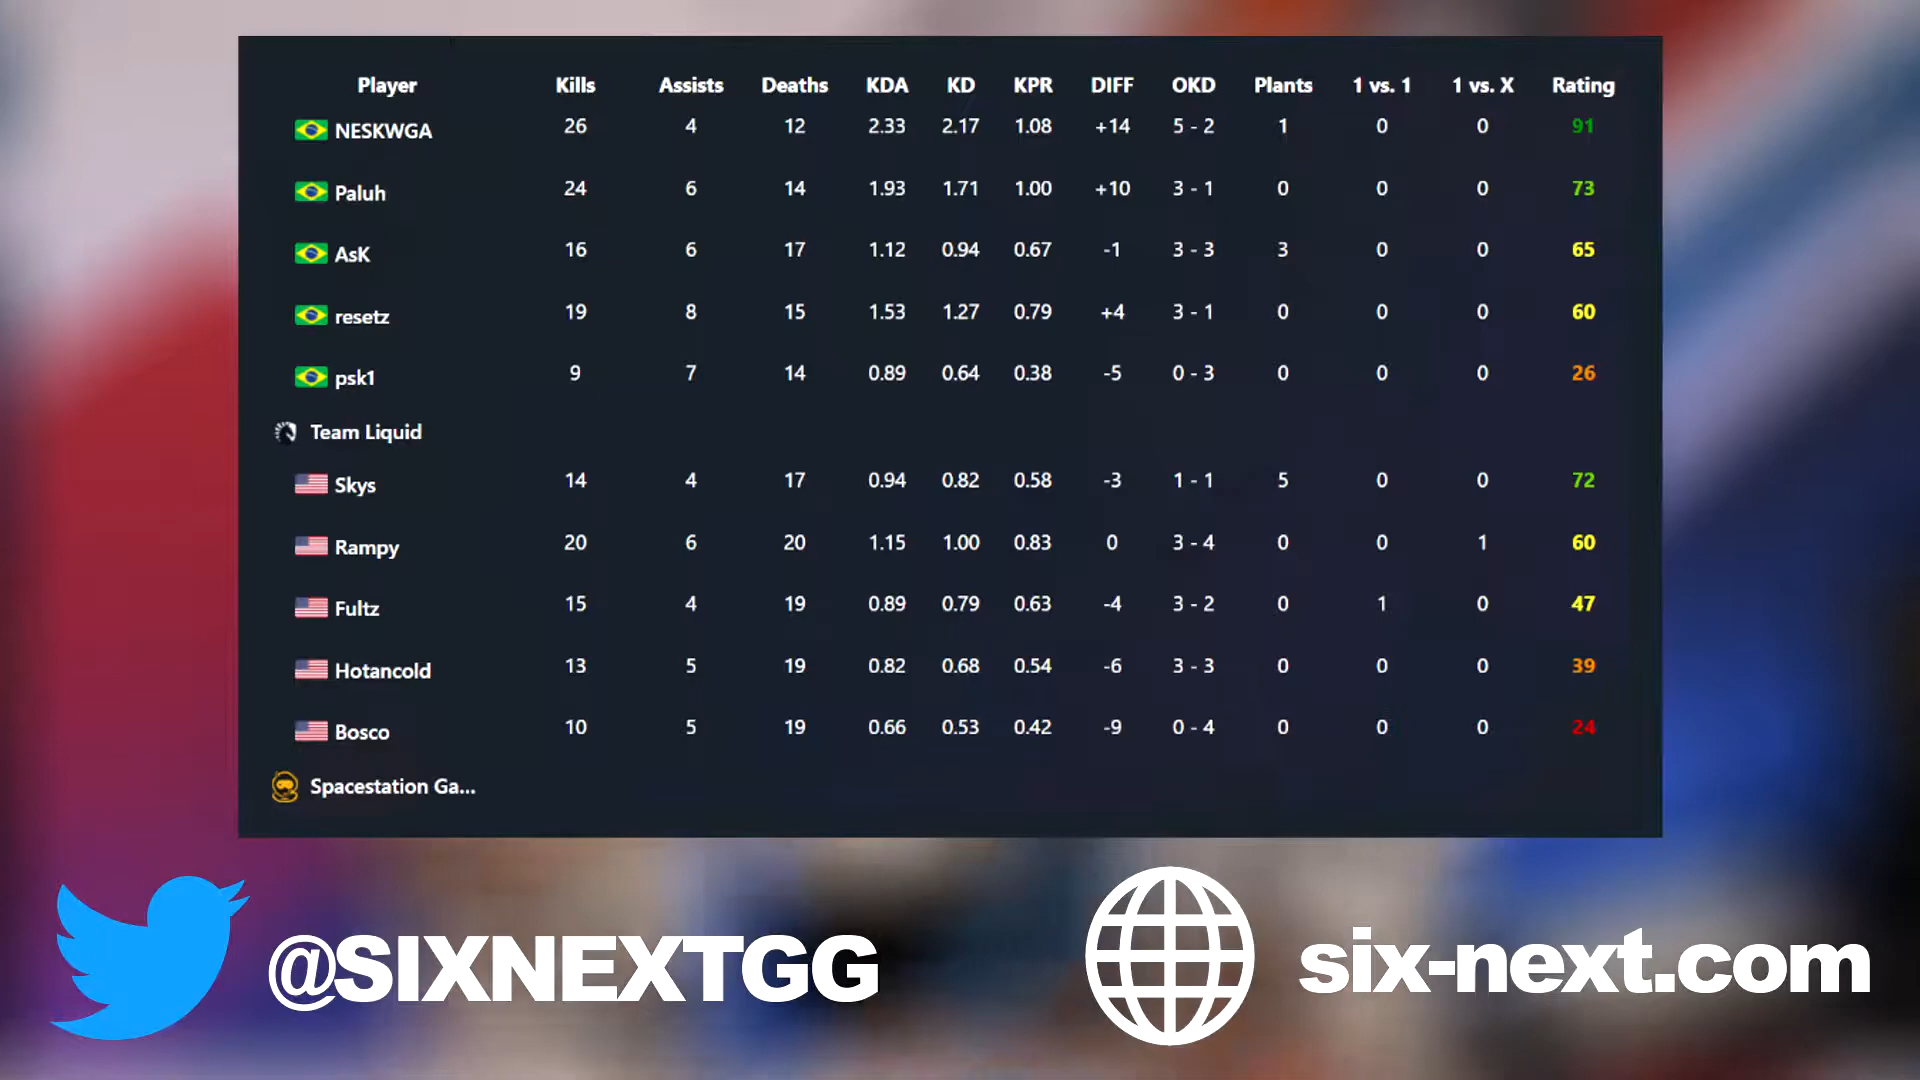 Player Kills Assists Deaths KDA KD KPR DIFF OKD Plants 1 vs. 1 1 vs. X Rating
NESKWGA 26 4 12 2.33 2.17 1.08 +14 5 - 2 1 0 0 91
Paluh 24 6 14 1.93 1.71 1.00 +10 3 - 1 0 0 0 73
AsK 16 6 17 1.12 0.94 0.67 -1 3 - 3 3 0 0 65
resetz 19 8 15 1.53 1.27 0.79 +4 3 - 1 0 0 0 60
psk1 9 7 14 0.89 0.64 0.38 -5 0 - 3 0 0 0 26
Team Liquid
Skys 14 4 17 0.94 0.82 0.58 -3 1 - 1 5 0 0 72
Rampy 20 6 20 1.15 1.00 0.83 0 3 - 4 0 0 1 60
Fultz 15 4 19 0.89 0.79 0.63 -4 3 - 2 0 1 0 47
Hotancold 13 5 19 0.82 0.68 0.54 -6 3 - 3 0 0 0 39
Bosco 10 5 19 0.66 0.53 0.42 -9 0 - 4 0 0 0 24
Spacestation Ga...
@SIXNEXTGG
six-next.com